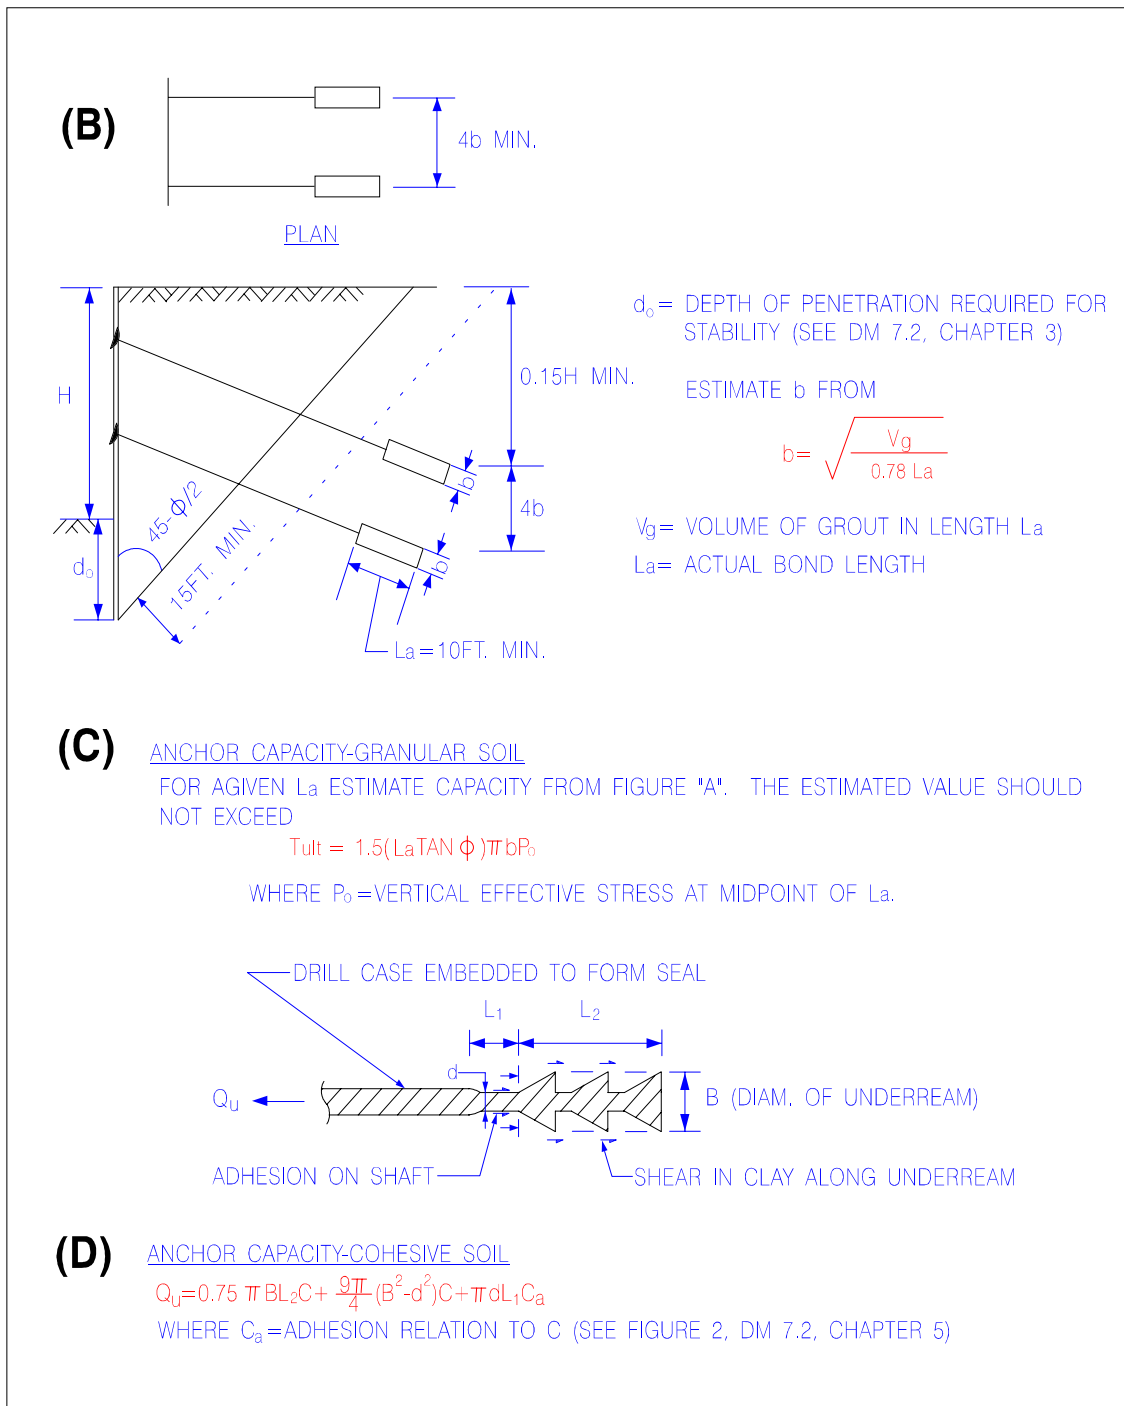 (B)
4b MIN.
PLAN
H
0.15H MIN.
b
4b
b
45-ϕ/2
15FT. MIN.
d₀
La=10FT. MIN.
d₀= DEPTH OF PENETRATION REQUIRED FOR
STABILITY (SEE DM 7.2, CHAPTER 3)
ESTIMATE b FROM
b= √(Vg / 0.78 La)
Vg= VOLUME OF GROUT IN LENGTH La
La= ACTUAL BOND LENGTH
(C)
ANCHOR CAPACITY-GRANULAR SOIL
FOR AGIVEN La ESTIMATE CAPACITY FROM FIGURE "A". THE ESTIMATED VALUE SHOULD
NOT EXCEED
Tult = 1.5(LaTAN ϕ)π bP₀
WHERE P₀=VERTICAL EFFECTIVE STRESS AT MIDPOINT OF La.
DRILL CASE EMBEDDED TO FORM SEAL
L₁
L₂
d
Qᵤ
B (DIAM. OF UNDERREAM)
ADHESION ON SHAFT
SHEAR IN CLAY ALONG UNDERREAM
(D)
ANCHOR CAPACITY-COHESIVE SOIL
Qᵤ=0.75 π BL₂C+ 9π/4 (B²-d²)C+πdL₁Cₐ
WHERE Cₐ=ADHESION RELATION TO C (SEE FIGURE 2, DM 7.2, CHAPTER 5)